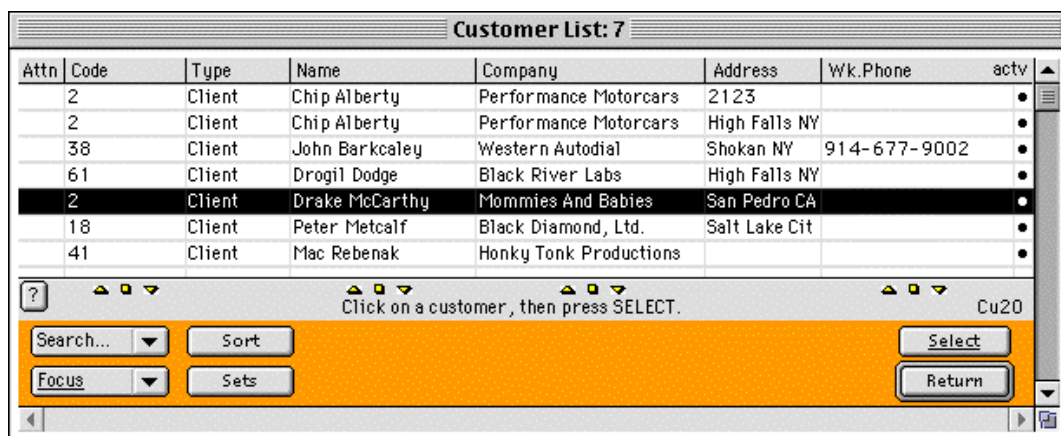 Customer List: 7
Attn Code Type Name Company Address Wk.Phone actv
2 Client Chip Alberty Performance Motorcars 2123
2 Client Chip Alberty Performance Motorcars High Falls NY
38 Client John Barkcaley Western Autodial Shokan NY 914-677-9002
61 Client Drogil Dodge Black River Labs High Falls NY
2 Client Drake McCarthy Mommies And Babies San Pedro CA
18 Client Peter Metcalf Black Diamond, Ltd. Salt Lake Cit
41 Client Mac Rebenak Honky Tonk Productions
?
Click on a customer, then press SELECT. Cu20
Search... Sort Select
Focus Sets Return